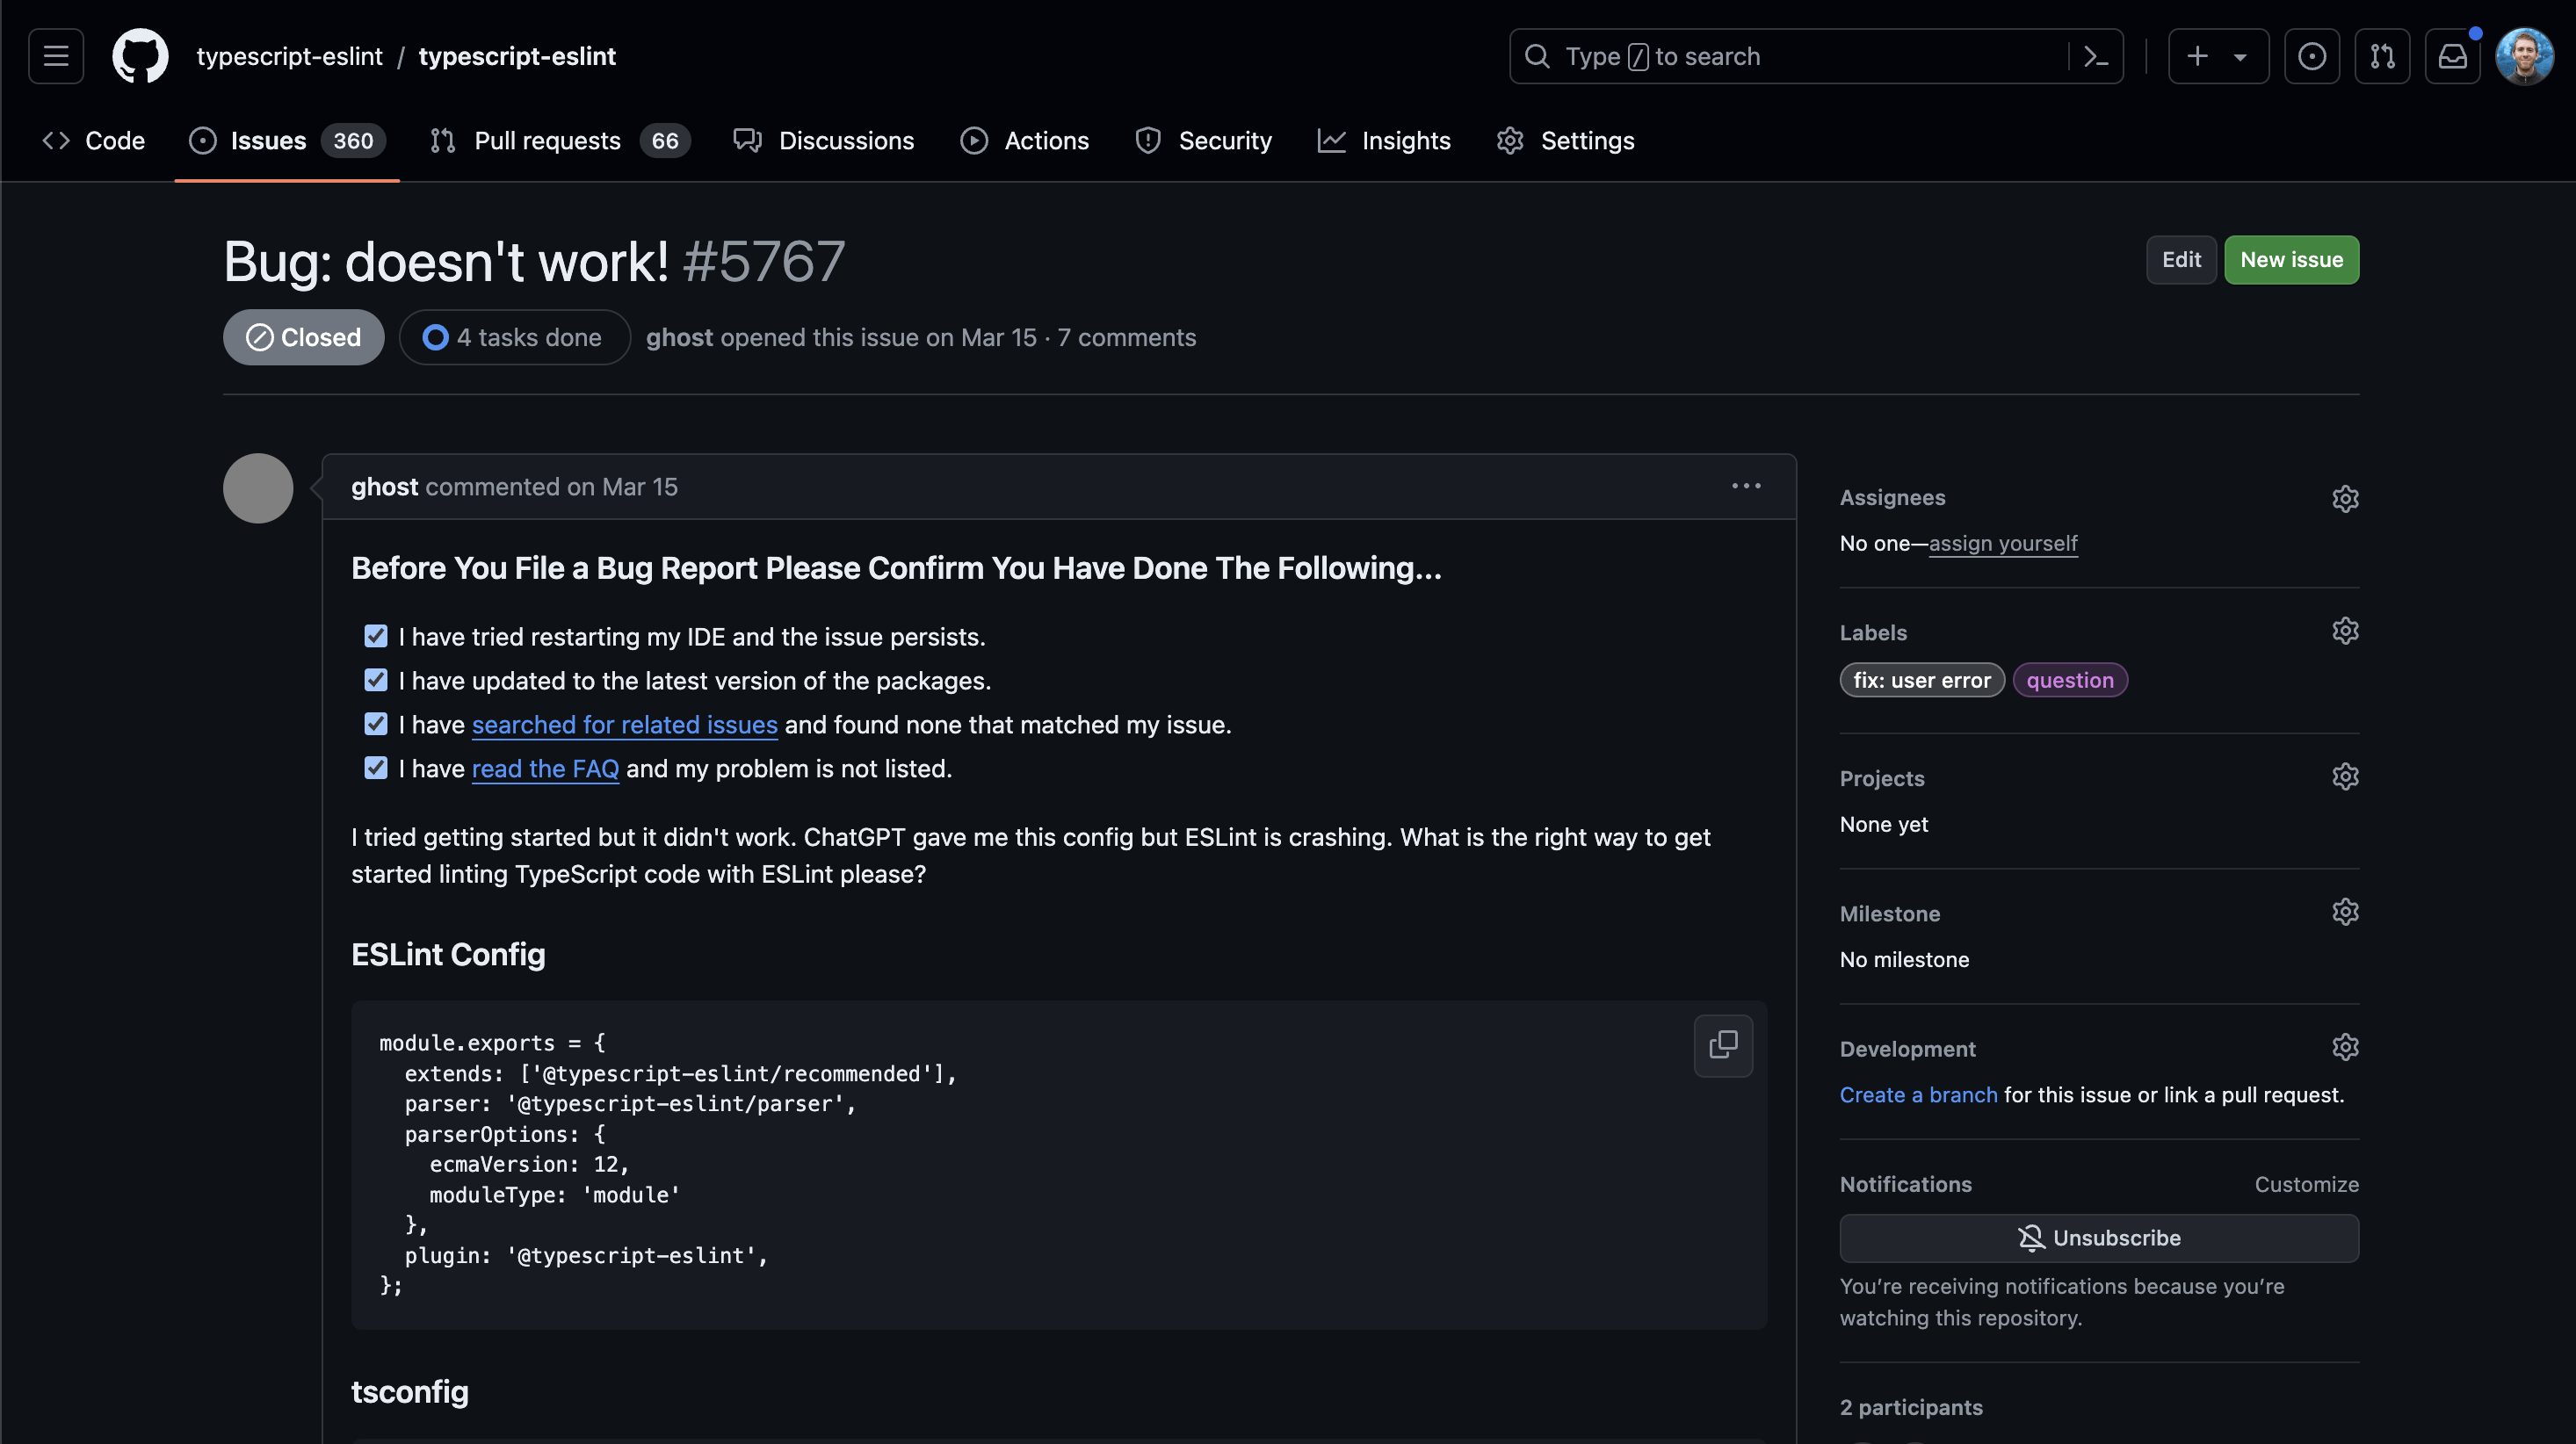 typescript-eslint / typescript-eslint
Type / to search
Code
Issues 360
Pull requests 66
Discussions
Actions
Security
Insights
Settings
Bug: doesn't work! #5767
Edit
New issue
Closed
4 tasks done
ghost opened this issue on Mar 15 · 7 comments
ghost commented on Mar 15
Before You File a Bug Report Please Confirm You Have Done The Following...
I have tried restarting my IDE and the issue persists.
I have updated to the latest version of the packages.
I have searched for related issues and found none that matched my issue.
I have read the FAQ and my problem is not listed.
I tried getting started but it didn't work. ChatGPT gave me this config but ESLint is crashing. What is the right way to get
started linting TypeScript code with ESLint please?
ESLint Config
module.exports = {
  extends: ['@typescript-eslint/recommended'],
  parser: '@typescript-eslint/parser',
  parserOptions: {
    ecmaVersion: 12,
    moduleType: 'module'
  },
  plugin: '@typescript-eslint',
};
tsconfig
Assignees
No one—assign yourself
Labels
fix: user error
question
Projects
None yet
Milestone
No milestone
Development
Create a branch for this issue or link a pull request.
Notifications
Customize
Unsubscribe
You’re receiving notifications because you’re
watching this repository.
2 participants